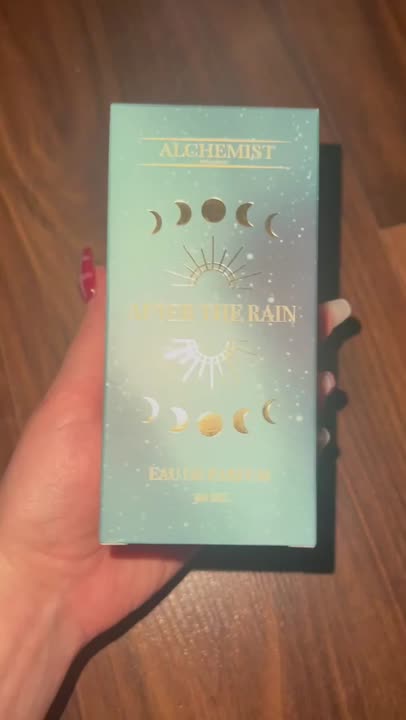 ALCHEMIST
AFTER THE RAIN
EAU DE PARFUM